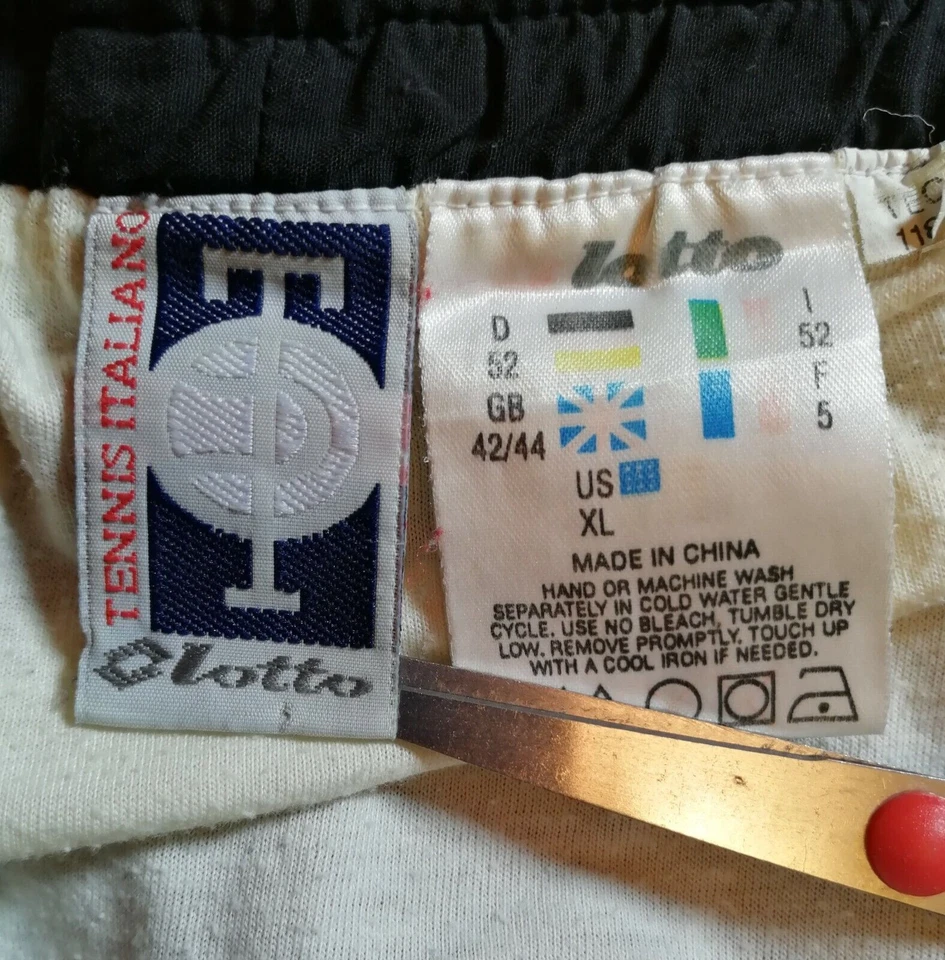 TENNIS ITALIANO
lotto
lotto
D
52
GB
42/44
I
52
F
5
US
XL
MADE IN CHINA
HAND OR MACHINE WASH
SEPARATELY IN COLD WATER GENTLE
CYCLE. USE NO BLEACH, TUMBLE DRY
LOW. REMOVE PROMPTLY. TOUCH UP
WITH A COOL IRON IF NEEDED.